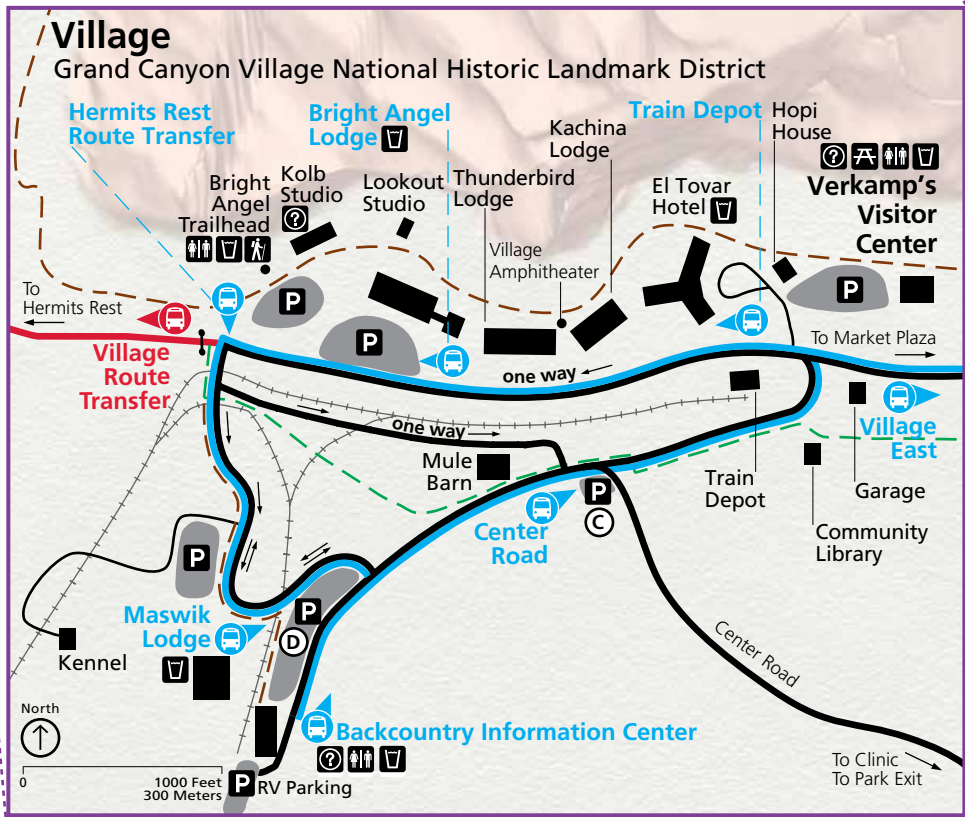 Village
Grand Canyon Village National Historic Landmark District
Hermits Rest
Route Transfer
Bright Angel
Lodge
Train Depot
Hopi
House
Kachina
Lodge
Verkamp's
Visitor
Center
Bright
Angel
Trailhead
Kolb
Studio
?
Lookout
Studio
Thunderbird
Lodge
El Tovar
Hotel
?
Village
Amphitheater
To
Hermits Rest
P
P
P
Village
Route
Transfer
one way
To Market Plaza
one way
Village
East
Mule
Barn
Train
Depot
Garage
Community
Library
P
C
Center
Road
P
P
D
Maswik
Lodge
Kennel
Center Road
North
Backcountry Information Center
?
0
1000 Feet
300 Meters
P
RV Parking
To Clinic
To Park Exit